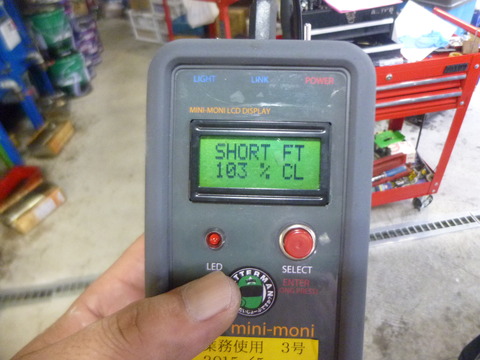 LIGHT LINK POWER
MINI-MONI LCD DISPLAY
SHORT FT
103 % CL
LED SELECT
ENTER
mini-moni
業務使用 3号